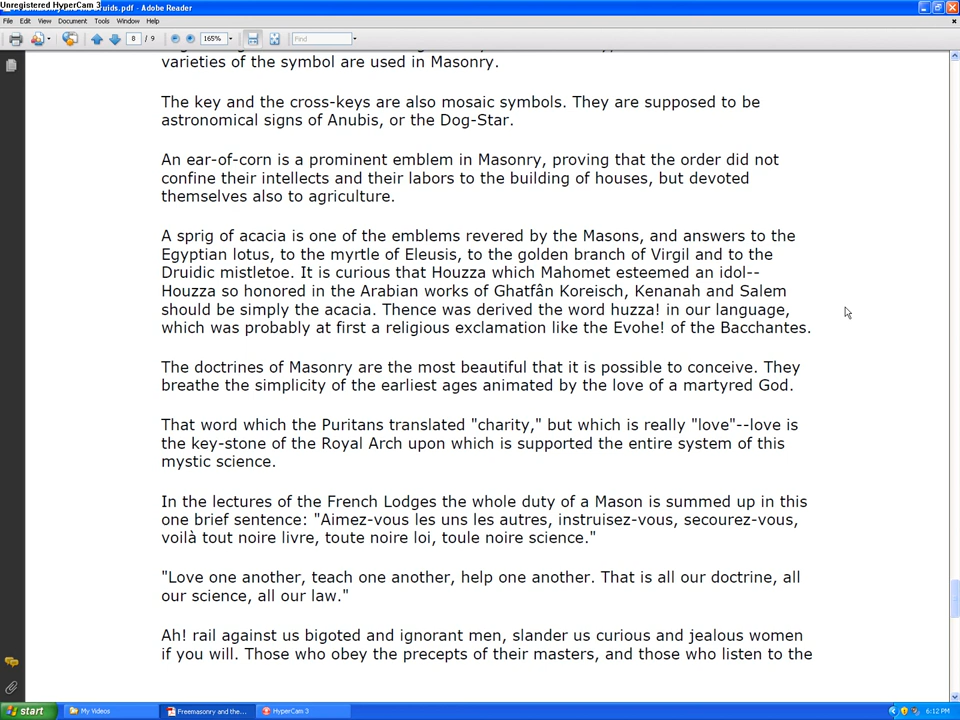 Unregistered HyperCam 3
uids.pdf - Adobe Reader
File Edit View Document Tools Window Help
8 / 9 165% Find
varieties of the symbol are used in Masonry.
The key and the cross-keys are also mosaic symbols. They are supposed to be
astronomical signs of Anubis, or the Dog-Star.
An ear-of-corn is a prominent emblem in Masonry, proving that the order did not
confine their intellects and their labors to the building of houses, but devoted
themselves also to agriculture.
A sprig of acacia is one of the emblems revered by the Masons, and answers to the
Egyptian lotus, to the myrtle of Eleusis, to the golden branch of Virgil and to the
Druidic mistletoe. It is curious that Houzza which Mahomet esteemed an idol--
Houzza so honored in the Arabian works of Ghatfân Koreisch, Kenanah and Salem
should be simply the acacia. Thence was derived the word huzza! in our language,
which was probably at first a religious exclamation like the Evohe! of the Bacchantes.
The doctrines of Masonry are the most beautiful that it is possible to conceive. They
breathe the simplicity of the earliest ages animated by the love of a martyred God.
That word which the Puritans translated "charity," but which is really "love"--love is
the key-stone of the Royal Arch upon which is supported the entire system of this
mystic science.
In the lectures of the French Lodges the whole duty of a Mason is summed up in this
one brief sentence: "Aimez-vous les uns les autres, instruisez-vous, secourez-vous,
voilà tout noire livre, toute noire loi, toule noire science."
"Love one another, teach one another, help one another. That is all our doctrine, all
our science, all our law."
Ah! rail against us bigoted and ignorant men, slander us curious and jealous women
if you will. Those who obey the precepts of their masters, and those who listen to the
start My Videos Freemasonry and the... HyperCam 3 6:12 PM